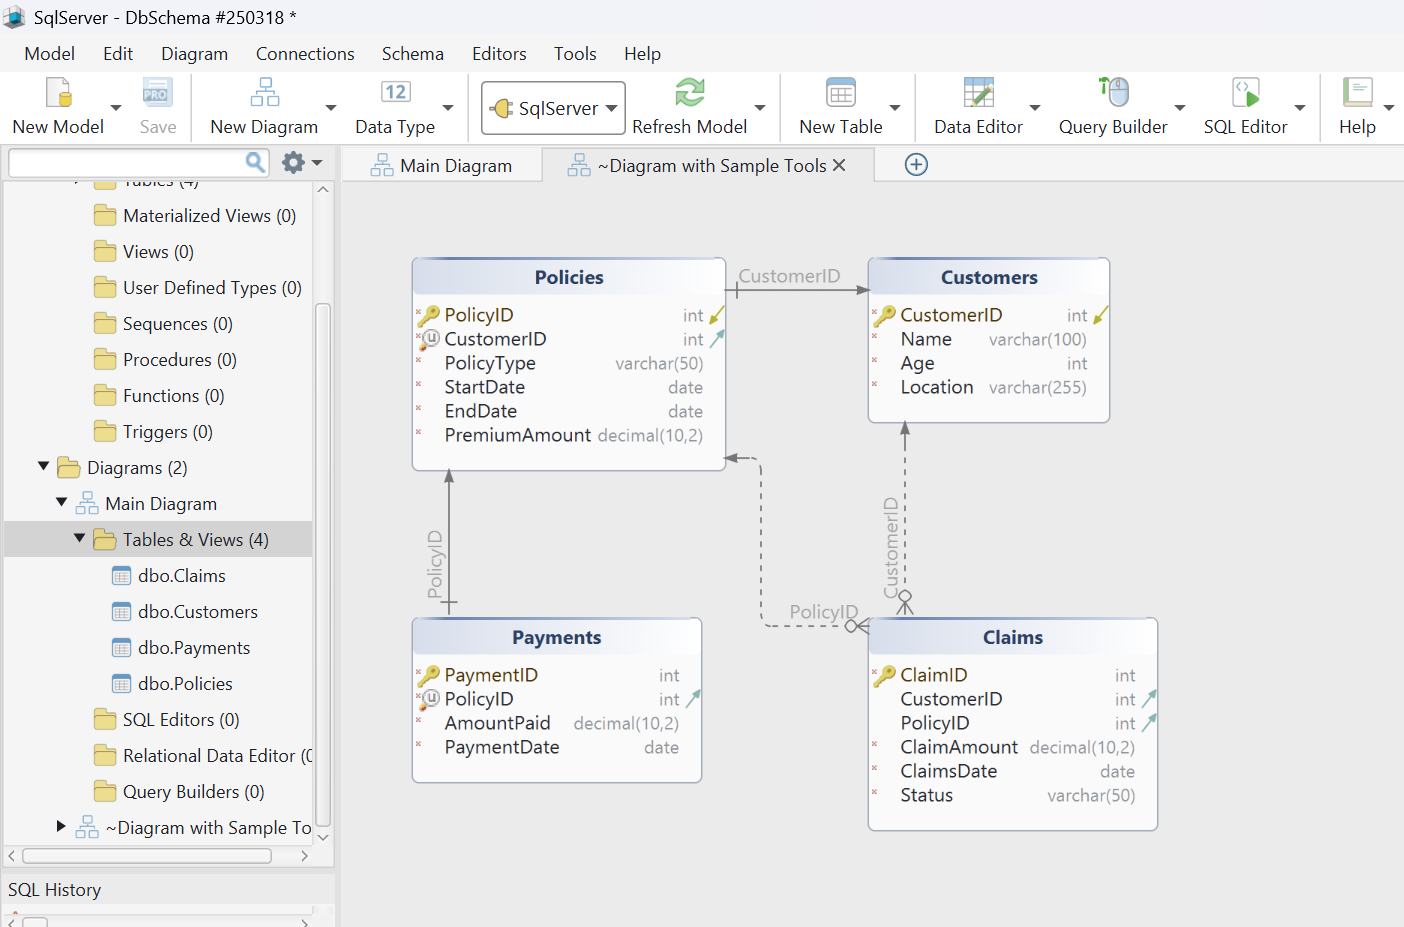 SqlServer - DbSchema #250318 *
Model Edit Diagram Connections Schema Editors Tools Help
New Model
PRO
Save
New Diagram
12
Data Type
SqlServer
Refresh Model
New Table
Data Editor
Query Builder
SQL Editor
Help
Main Diagram
~Diagram with Sample Tools
Tables (4)
Materialized Views (0)
Views (0)
User Defined Types (0)
Sequences (0)
Procedures (0)
Functions (0)
Triggers (0)
Diagrams (2)
Main Diagram
Tables & Views (4)
dbo.Claims
dbo.Customers
dbo.Payments
dbo.Policies
SQL Editors (0)
Relational Data Editor (0
Query Builders (0)
~Diagram with Sample To
SQL History
Policies
PolicyID int
u CustomerID int
PolicyType varchar(50)
StartDate date
EndDate date
PremiumAmount decimal(10,2)
CustomerID
Customers
CustomerID int
Name varchar(100)
Age int
Location varchar(255)
PolicyID
PolicyID
CustomerID
Payments
PaymentID int
u PolicyID int
AmountPaid decimal(10,2)
PaymentDate date
Claims
ClaimID int
CustomerID int
PolicyID int
ClaimAmount decimal(10,2)
ClaimsDate date
Status varchar(50)